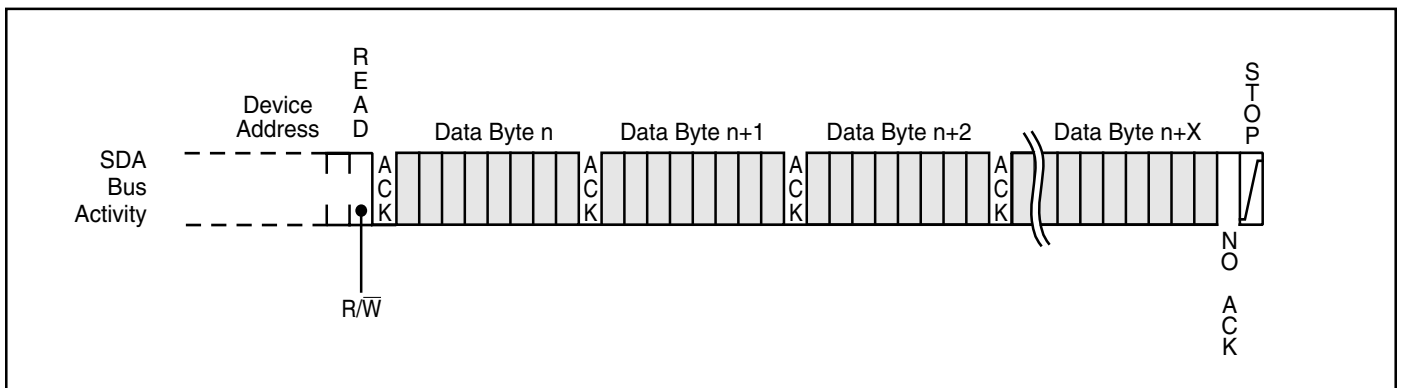 READ
STOP
Device
Address
Data Byte n
Data Byte n+1
Data Byte n+2
Data Byte n+X
SDA
Bus
Activity
ACK
ACK
ACK
ACK
NO ACK
R/W̅